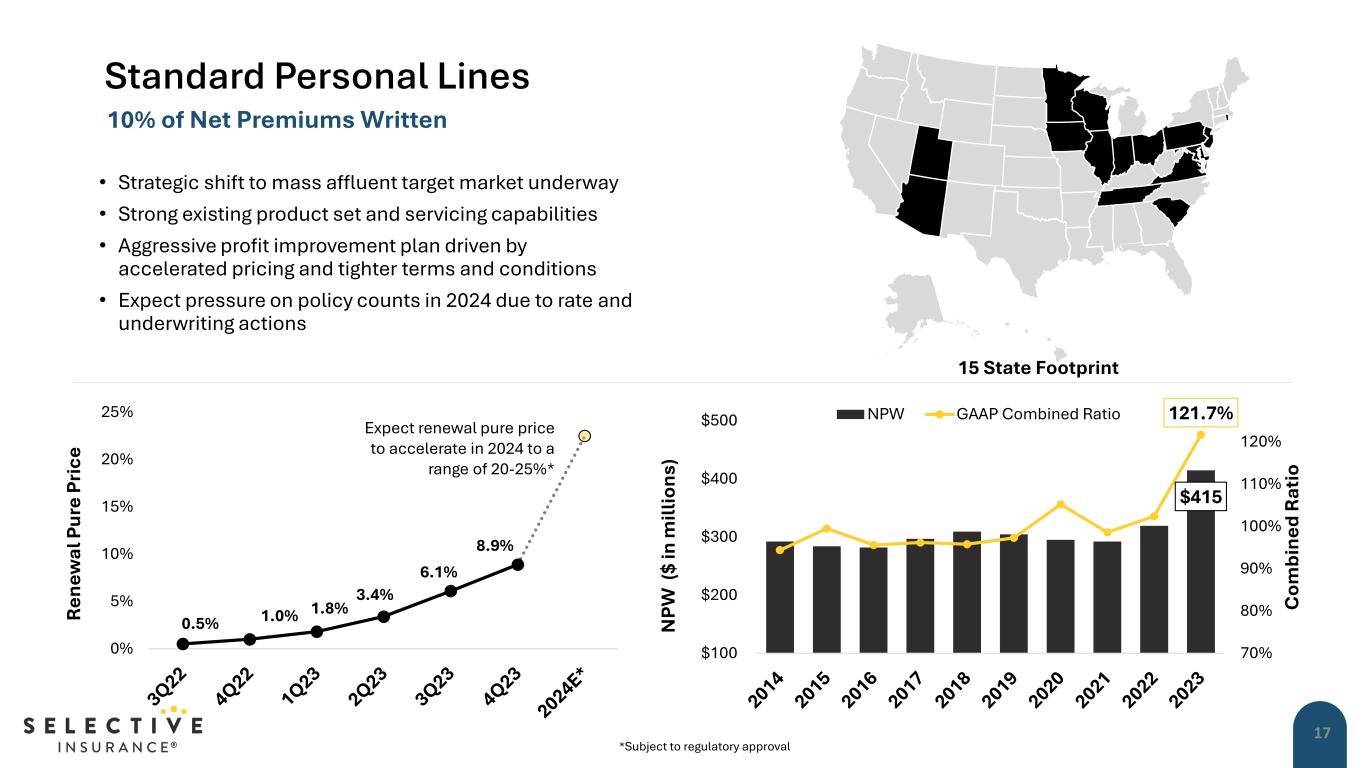 Standard Personal Lines
10% of Net Premiums Written
• Strategic shift to mass affluent target market underway
• Strong existing product set and servicing capabilities
• Aggressive profit improvement plan driven by
accelerated pricing and tighter terms and conditions
• Expect pressure on policy counts in 2024 due to rate and
underwriting actions
15 State Footprint
Renewal Pure Price
25%
20%
15%
10%
5%
0%
Expect renewal pure price
to accelerate in 2024 to a
range of 20-25%*
0.5%
1.0%
1.8%
3.4%
6.1%
8.9%
3Q22
4Q22
1Q23
2Q23
3Q23
4Q23
2024E*
NPW ($ in millions)
$500
$400
$300
$200
$100
NPW
GAAP Combined Ratio
121.7%
$415
120%
110%
100%
90%
80%
70%
Combined Ratio
2014
2015
2016
2017
2018
2019
2020
2021
2022
2023
SELECTIVE
INSURANCE®
*Subject to regulatory approval
17